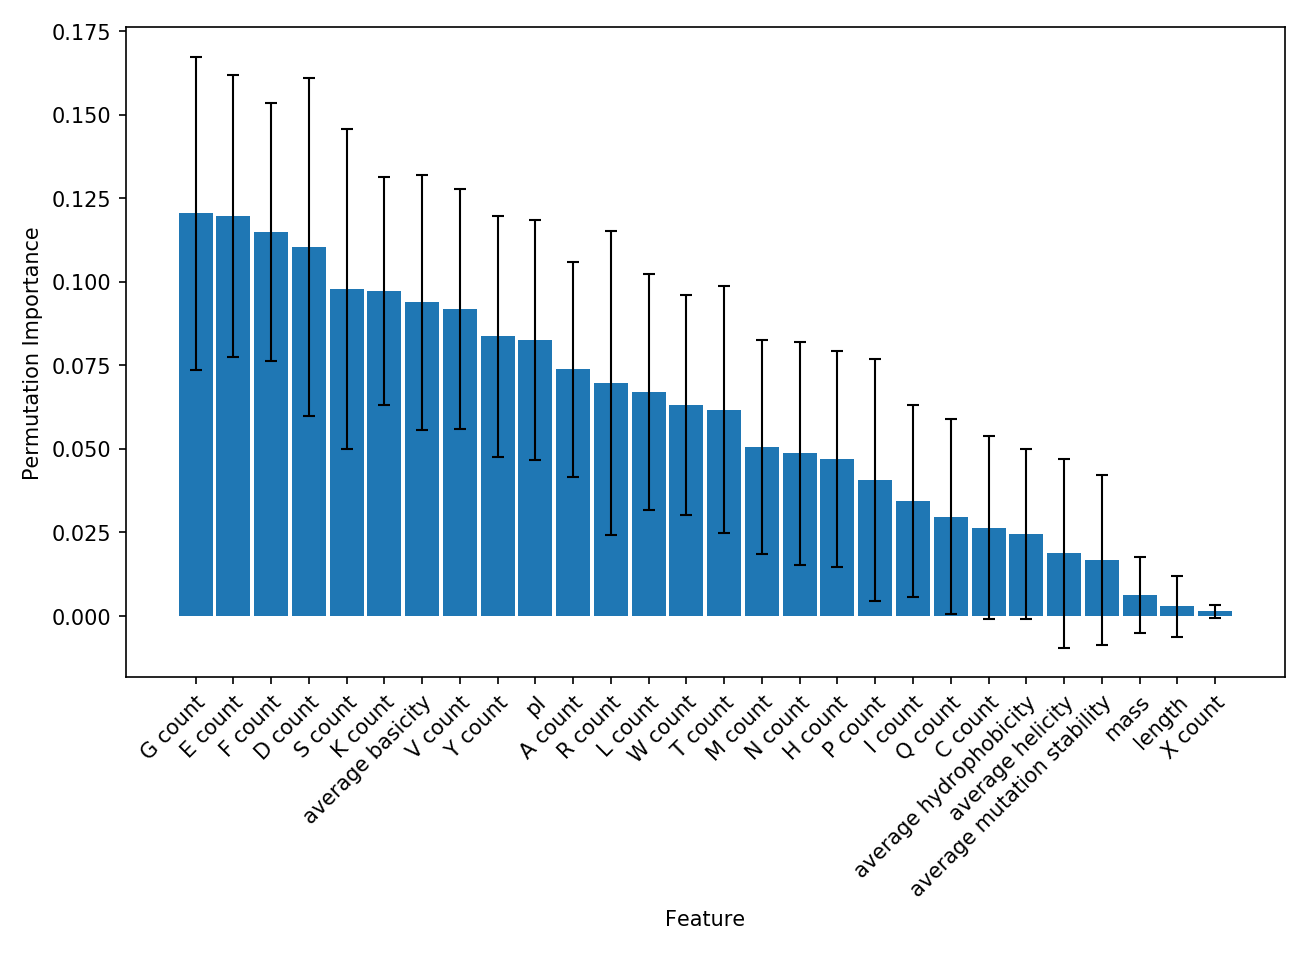 0.175
0.150
0.125
0.100
0.075
0.050
0.025
0.000
Permutation Importance
G count
E count
F count
D count
S count
K count
average basicity
V count
Y count
pI
A count
R count
L count
W count
T count
M count
N count
H count
P count
I count
Q count
C count
average hydrophobicity
average helicity
average mutation stability
mass
length
X count
Feature